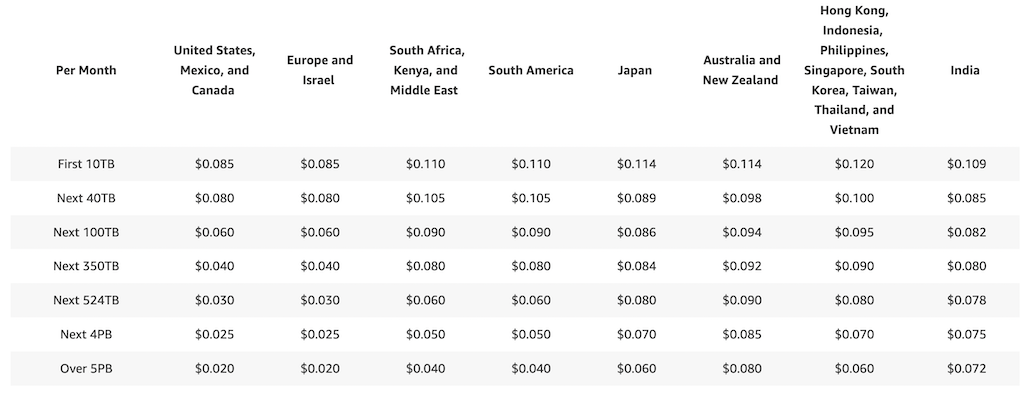 Per Month United States, Mexico, and Canada Europe and Israel South Africa, Kenya, and Middle East South America Japan Australia and New Zealand Hong Kong, Indonesia, Philippines, Singapore, South Korea, Taiwan, Thailand, and Vietnam India
First 10TB $0.085 $0.085 $0.110 $0.110 $0.114 $0.114 $0.120 $0.109
Next 40TB $0.080 $0.080 $0.105 $0.105 $0.089 $0.098 $0.100 $0.085
Next 100TB $0.060 $0.060 $0.090 $0.090 $0.086 $0.094 $0.095 $0.082
Next 350TB $0.040 $0.040 $0.080 $0.080 $0.084 $0.092 $0.090 $0.080
Next 524TB $0.030 $0.030 $0.060 $0.060 $0.080 $0.090 $0.080 $0.078
Next 4PB $0.025 $0.025 $0.050 $0.050 $0.070 $0.085 $0.070 $0.075
Over 5PB $0.020 $0.020 $0.040 $0.040 $0.060 $0.080 $0.060 $0.072